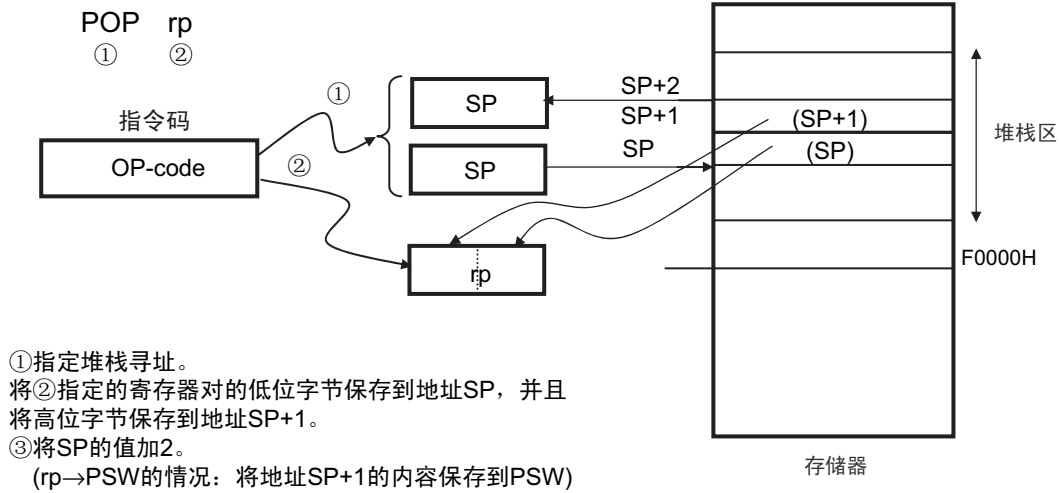 POP rp
① ②
①
SP
SP+2
SP+1
(SP+1)
堆栈区
指令码
OP-code
②
SP
SP
(SP)
rp
F0000H
①指定堆栈寻址。
将②指定的寄存器对的低位字节保存到地址SP，并且
将高位字节保存到地址SP+1。
③将SP的值加2。
(rp→PSW的情况：将地址SP+1的内容保存到PSW)
存储器